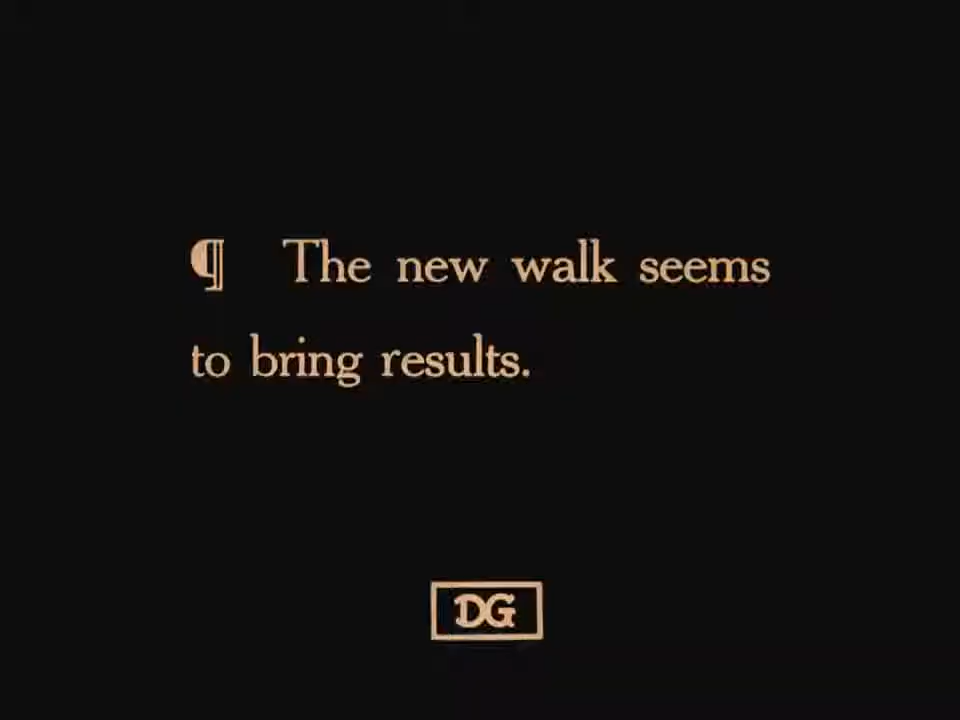 ¶ The new walk seems
to bring results.
DG